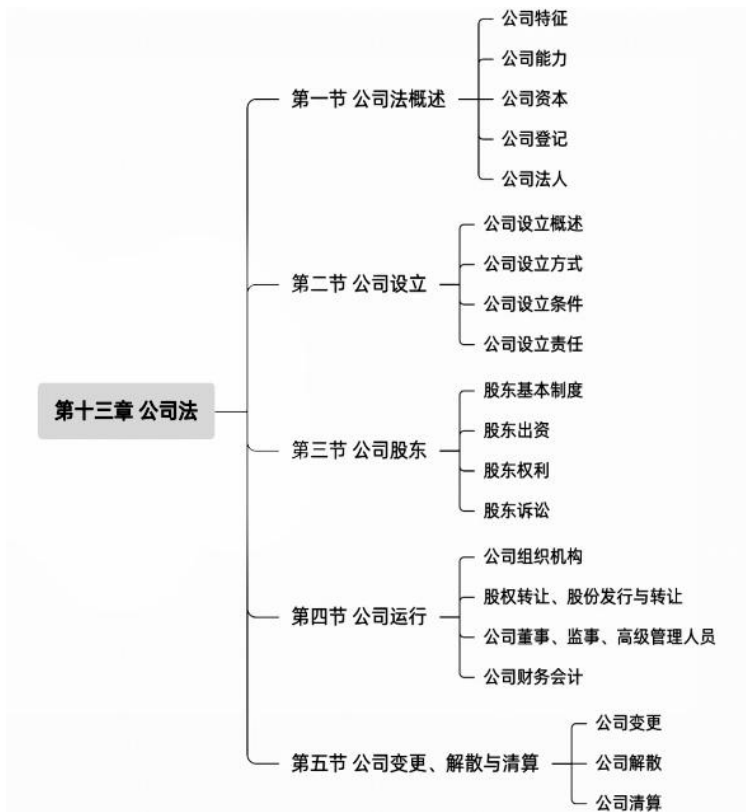 第十三章 公司法
第一节 公司法概述
公司特征
公司能力
公司资本
公司登记
公司法人
第二节 公司设立
公司设立概述
公司设立方式
公司设立条件
公司设立责任
第三节 公司股东
股东基本制度
股东出资
股东权利
股东诉讼
第四节 公司运行
公司组织机构
股权转让、股份发行与转让
公司董事、监事、高级管理人员
公司财务会计
第五节 公司变更、解散与清算
公司变更
公司解散
公司清算